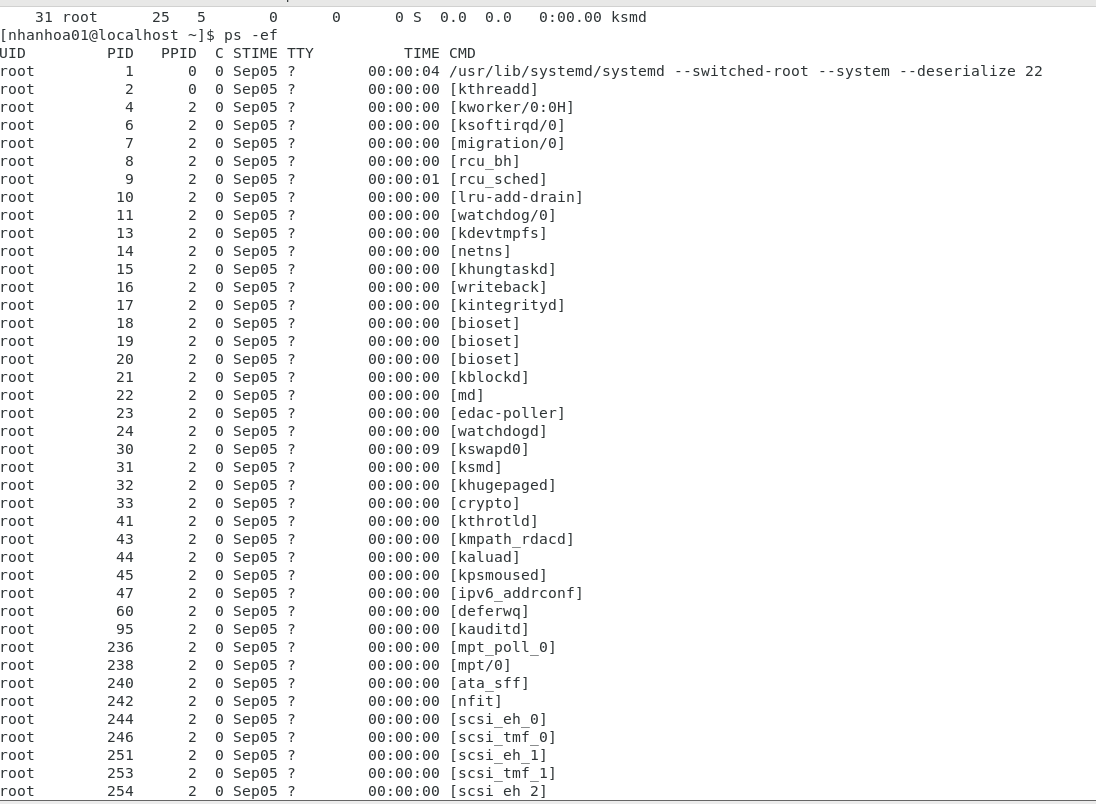 31 root 25 5 0 0 0 S 0.0 0.0 0:00.00 ksmd
[nhanhoa01@localhost ~]$ ps -ef
UID PID PPID C STIME TTY TIME CMD
root 1 0 0 Sep05 ? 00:00:04 /usr/lib/systemd/systemd --switched-root --system --deserialize 22
root 2 0 0 Sep05 ? 00:00:00 [kthreadd]
root 4 2 0 Sep05 ? 00:00:00 [kworker/0:0H]
root 6 2 0 Sep05 ? 00:00:00 [ksoftirqd/0]
root 7 2 0 Sep05 ? 00:00:00 [migration/0]
root 8 2 0 Sep05 ? 00:00:00 [rcu_bh]
root 9 2 0 Sep05 ? 00:00:01 [rcu_sched]
root 10 2 0 Sep05 ? 00:00:00 [lru-add-drain]
root 11 2 0 Sep05 ? 00:00:00 [watchdog/0]
root 13 2 0 Sep05 ? 00:00:00 [kdevtmpfs]
root 14 2 0 Sep05 ? 00:00:00 [netns]
root 15 2 0 Sep05 ? 00:00:00 [khungtaskd]
root 16 2 0 Sep05 ? 00:00:00 [writeback]
root 17 2 0 Sep05 ? 00:00:00 [kintegrityd]
root 18 2 0 Sep05 ? 00:00:00 [bioset]
root 19 2 0 Sep05 ? 00:00:00 [bioset]
root 20 2 0 Sep05 ? 00:00:00 [bioset]
root 21 2 0 Sep05 ? 00:00:00 [kblockd]
root 22 2 0 Sep05 ? 00:00:00 [md]
root 23 2 0 Sep05 ? 00:00:00 [edac-poller]
root 24 2 0 Sep05 ? 00:00:00 [watchdogd]
root 30 2 0 Sep05 ? 00:00:09 [kswapd0]
root 31 2 0 Sep05 ? 00:00:00 [ksmd]
root 32 2 0 Sep05 ? 00:00:00 [khugepaged]
root 33 2 0 Sep05 ? 00:00:00 [crypto]
root 41 2 0 Sep05 ? 00:00:00 [kthrotld]
root 43 2 0 Sep05 ? 00:00:00 [kmpath_rdacd]
root 44 2 0 Sep05 ? 00:00:00 [kaluad]
root 45 2 0 Sep05 ? 00:00:00 [kpsmoused]
root 47 2 0 Sep05 ? 00:00:00 [ipv6_addrconf]
root 60 2 0 Sep05 ? 00:00:00 [deferwq]
root 95 2 0 Sep05 ? 00:00:00 [kauditd]
root 236 2 0 Sep05 ? 00:00:00 [mpt_poll_0]
root 238 2 0 Sep05 ? 00:00:00 [mpt/0]
root 240 2 0 Sep05 ? 00:00:00 [ata_sff]
root 242 2 0 Sep05 ? 00:00:00 [nfit]
root 244 2 0 Sep05 ? 00:00:00 [scsi_eh_0]
root 246 2 0 Sep05 ? 00:00:00 [scsi_tmf_0]
root 251 2 0 Sep05 ? 00:00:00 [scsi_eh_1]
root 253 2 0 Sep05 ? 00:00:00 [scsi_tmf_1]
root 254 2 0 Sep05 ? 00:00:00 [scsi eh 2]